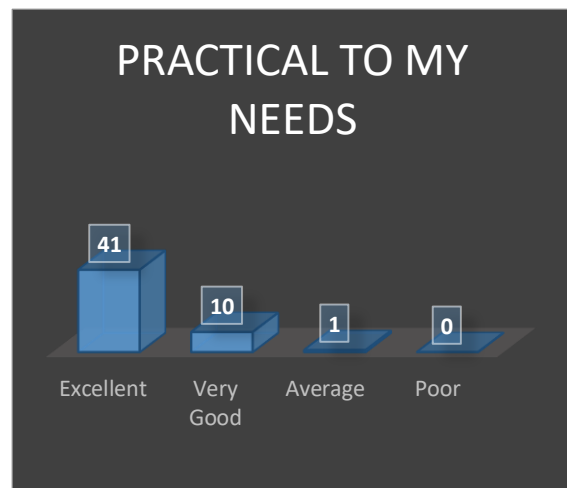 PRACTICAL TO MY
NEEDS
41
10
1
0
Excellent
Very
Good
Average
Poor